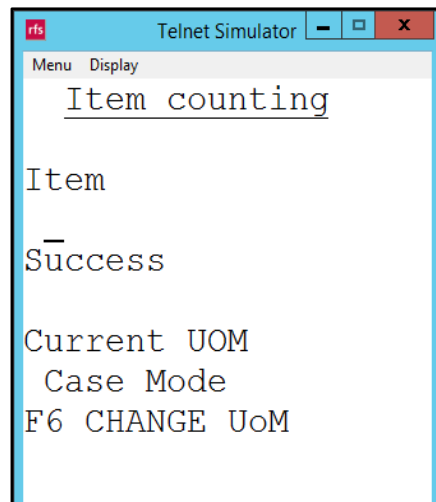 rfs Telnet Simulator
Menu Display
Item counting
Item
Success
Current UOM
Case Mode
F6 CHANGE UoM